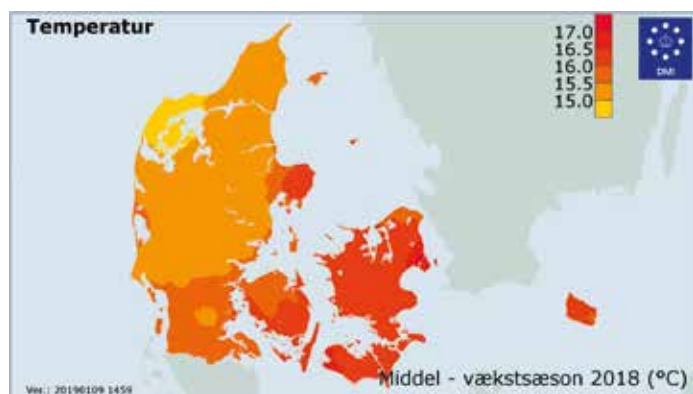 Temperatur
17.0
16.5
16.0
15.5
15.0
DMI
Middel - vækstsæson 2018 (°C)
Ver.: 20190109 1459